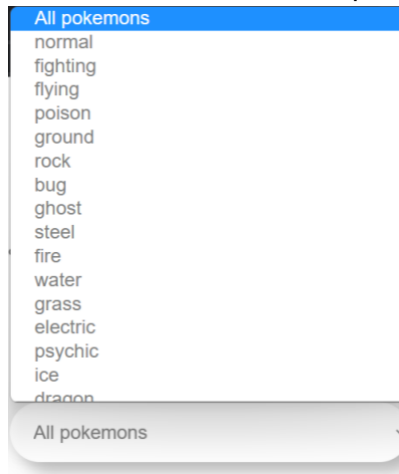 All pokemons
normal
fighting
flying
poison
ground
rock
bug
ghost
steel
fire
water
grass
electric
psychic
ice
dragon
All pokemons